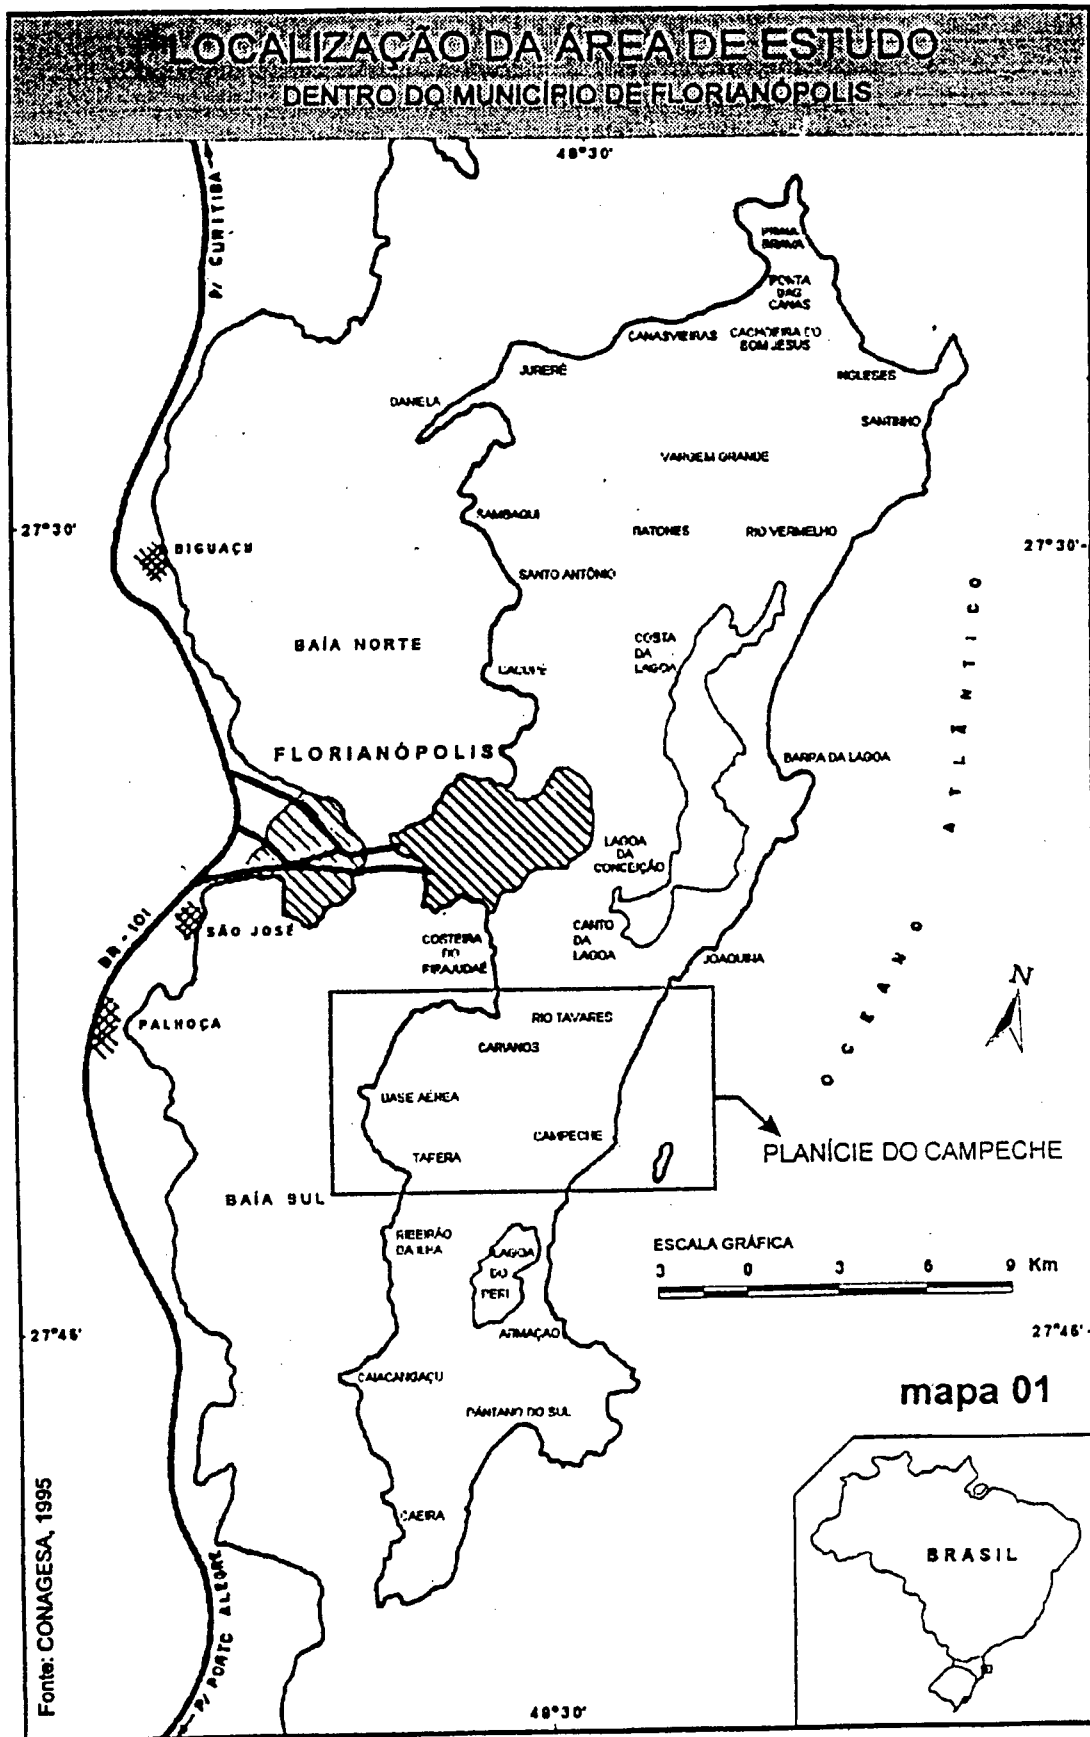 LOCALIZAÇÃO DA ÁREA DE ESTUDO
DENTRO DO MUNICÍPIO DE FLORIANÓPOLIS
48°30'
P/ CURITIBA
PRAIA
BRAVA
PONTA
DAS
CANAS
CANASVIEIRAS
CACHOEIRA DO
BOM JESUS
JURERÊ
INGLESES
DANIELA
SANTINHO
VARGEM GRANDE
SAMBAQUI
RATONES
RIO VERMELHO
27°30'
27°30'
BIGUAÇU
SANTO ANTÔNIO
BAÍA NORTE
COSTA
DA
LAGOA
CACUPÉ
OCEANO ATLÂNTICO
FLORIANÓPOLIS
BARRA DA LAGOA
LAGOA
DA
CONCEIÇÃO
BR - 101
SÃO JOSÉ
COSTEIRA
DO
PIRAJUBAÉ
CANTO
DA
LAGOA
JOAQUINA
N
PALHOÇA
RIO TAVARES
CARIANOS
BASE AÉREA
CAMPECHE
TAPERA
PLANÍCIE DO CAMPECHE
BAÍA SUL
RIBEIRÃO
DA ILHA
LAGOA
DO
PERI
ESCALA GRÁFICA
3 0 3 6 9 Km
27°45'
27°45'
ARMAÇÃO
CAIACANGAÇU
mapa 01
PÂNTANO DO SUL
CAEIRA
BRASIL
Fonte: CONAGESA, 1995
P/ PORTO ALEGRE
49°30'